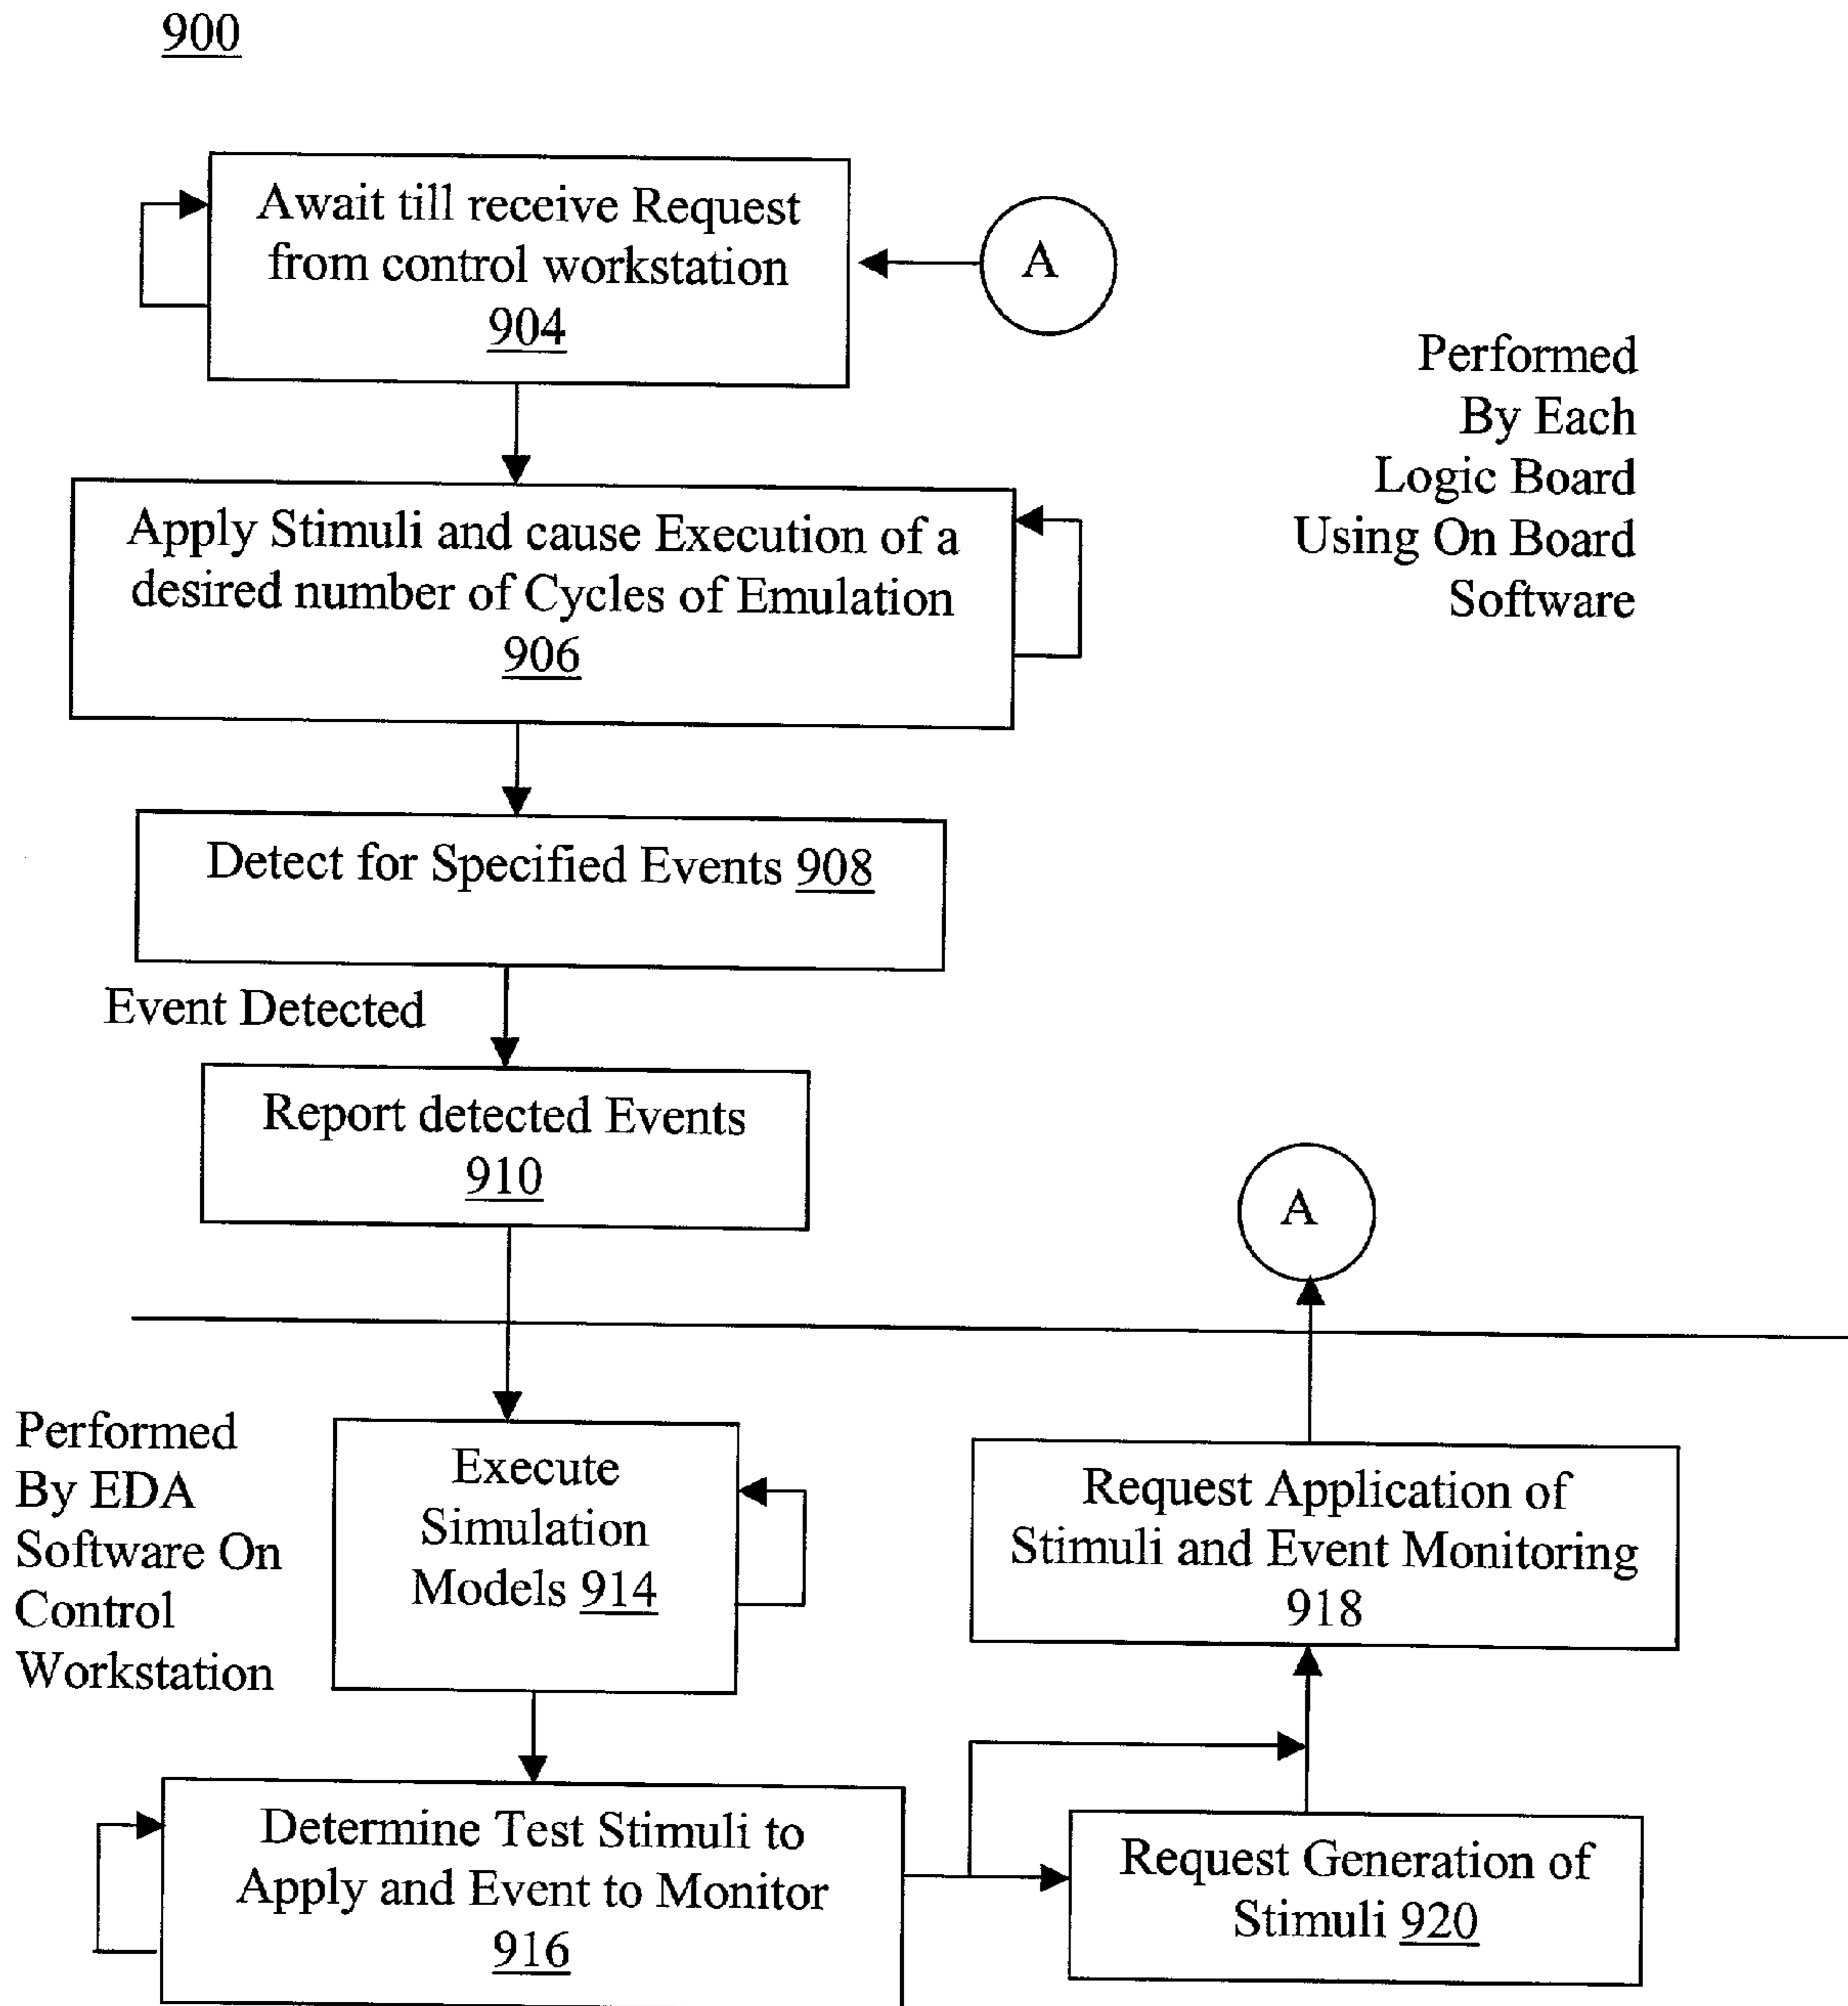 900
Await till receive Request
from control workstation
904
A
Performed
By Each
Logic Board
Using On Board
Software
Apply Stimuli and cause Execution of a
desired number of Cycles of Emulation
906
Detect for Specified Events 908
Event Detected
Report detected Events
910
A
Performed
By EDA
Software On
Control
Workstation
Execute
Simulation
Models 914
Request Application of
Stimuli and Event Monitoring
918
Determine Test Stimuli to
Apply and Event to Monitor
916
Request Generation of
Stimuli 920